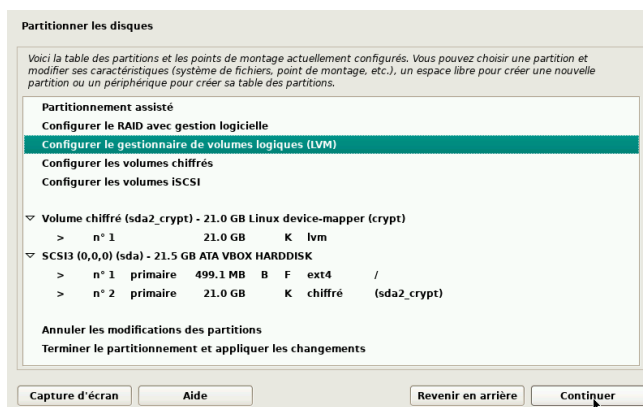 Partitionner les disques
Voici la table des partitions et les points de montage actuellement configurés. Vous pouvez choisir une partition et
modifier ses caractéristiques (système de fichiers, point de montage, etc.), un espace libre pour créer une nouvelle
partition ou un périphérique pour créer sa table des partitions.
Partitionnement assisté
Configurer le RAID avec gestion logicielle
Configurer le gestionnaire de volumes logiques (LVM)
Configurer les volumes chiffrés
Configurer les volumes iSCSI
Volume chiffré (sda2_crypt) - 21.0 GB Linux device-mapper (crypt)
> n° 1 21.0 GB K lvm
SCSI3 (0,0,0) (sda) - 21.5 GB ATA VBOX HARDDISK
> n° 1 primaire 499.1 MB B F ext4 /
> n° 2 primaire 21.0 GB K chiffré (sda2_crypt)
Annuler les modifications des partitions
Terminer le partitionnement et appliquer les changements
Capture d'écran Aide Revenir en arrière Continuer